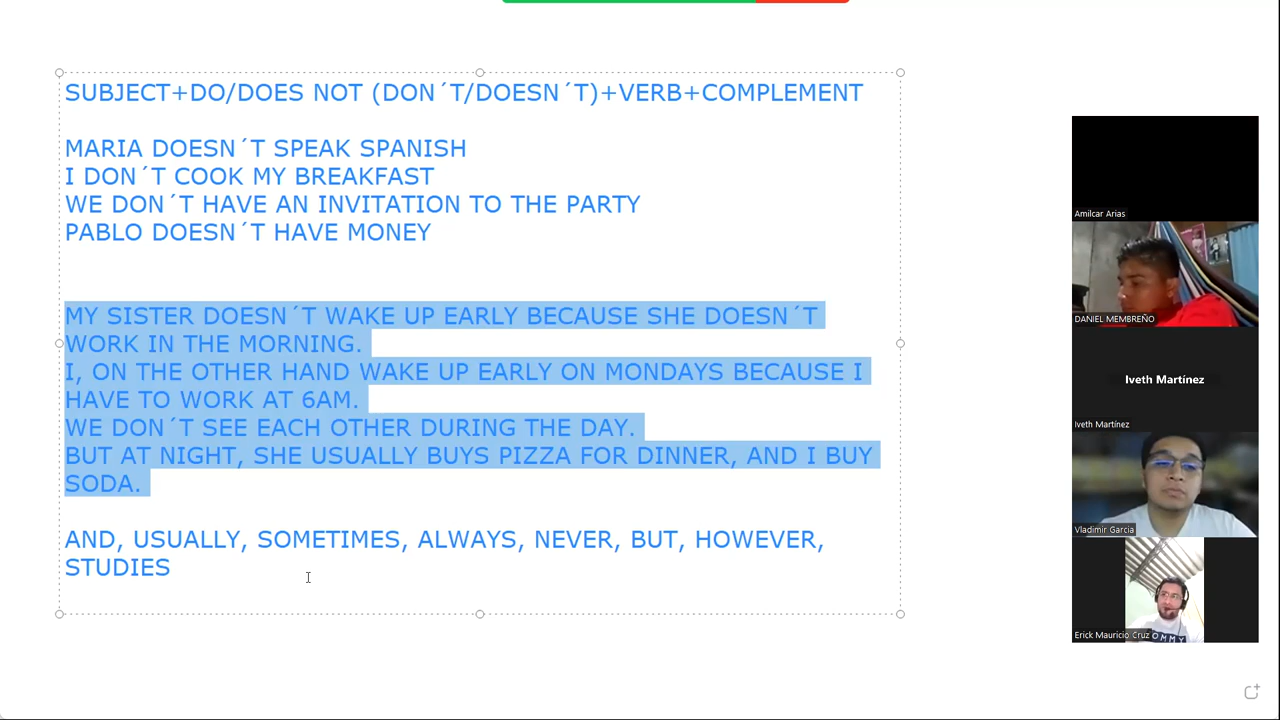 SUBJECT+DO/DOES NOT (DON´T/DOESN´T)+VERB+COMPLEMENT
MARIA DOESN´T SPEAK SPANISH
I DON´T COOK MY BREAKFAST
WE DON´T HAVE AN INVITATION TO THE PARTY
PABLO DOESN´T HAVE MONEY
MY SISTER DOESN´T WAKE UP EARLY BECAUSE SHE DOESN´T
WORK IN THE MORNING.
I, ON THE OTHER HAND WAKE UP EARLY ON MONDAYS BECAUSE I
HAVE TO WORK AT 6AM.
WE DON´T SEE EACH OTHER DURING THE DAY.
BUT AT NIGHT, SHE USUALLY BUYS PIZZA FOR DINNER, AND I BUY
SODA.
AND, USUALLY, SOMETIMES, ALWAYS, NEVER, BUT, HOWEVER,
STUDIES
Amilcar Arias
DANIEL MEMBREÑO
Iveth Martínez
Iveth Martínez
Vladimir Garcia
OMMY
Erick Mauricio Cruz